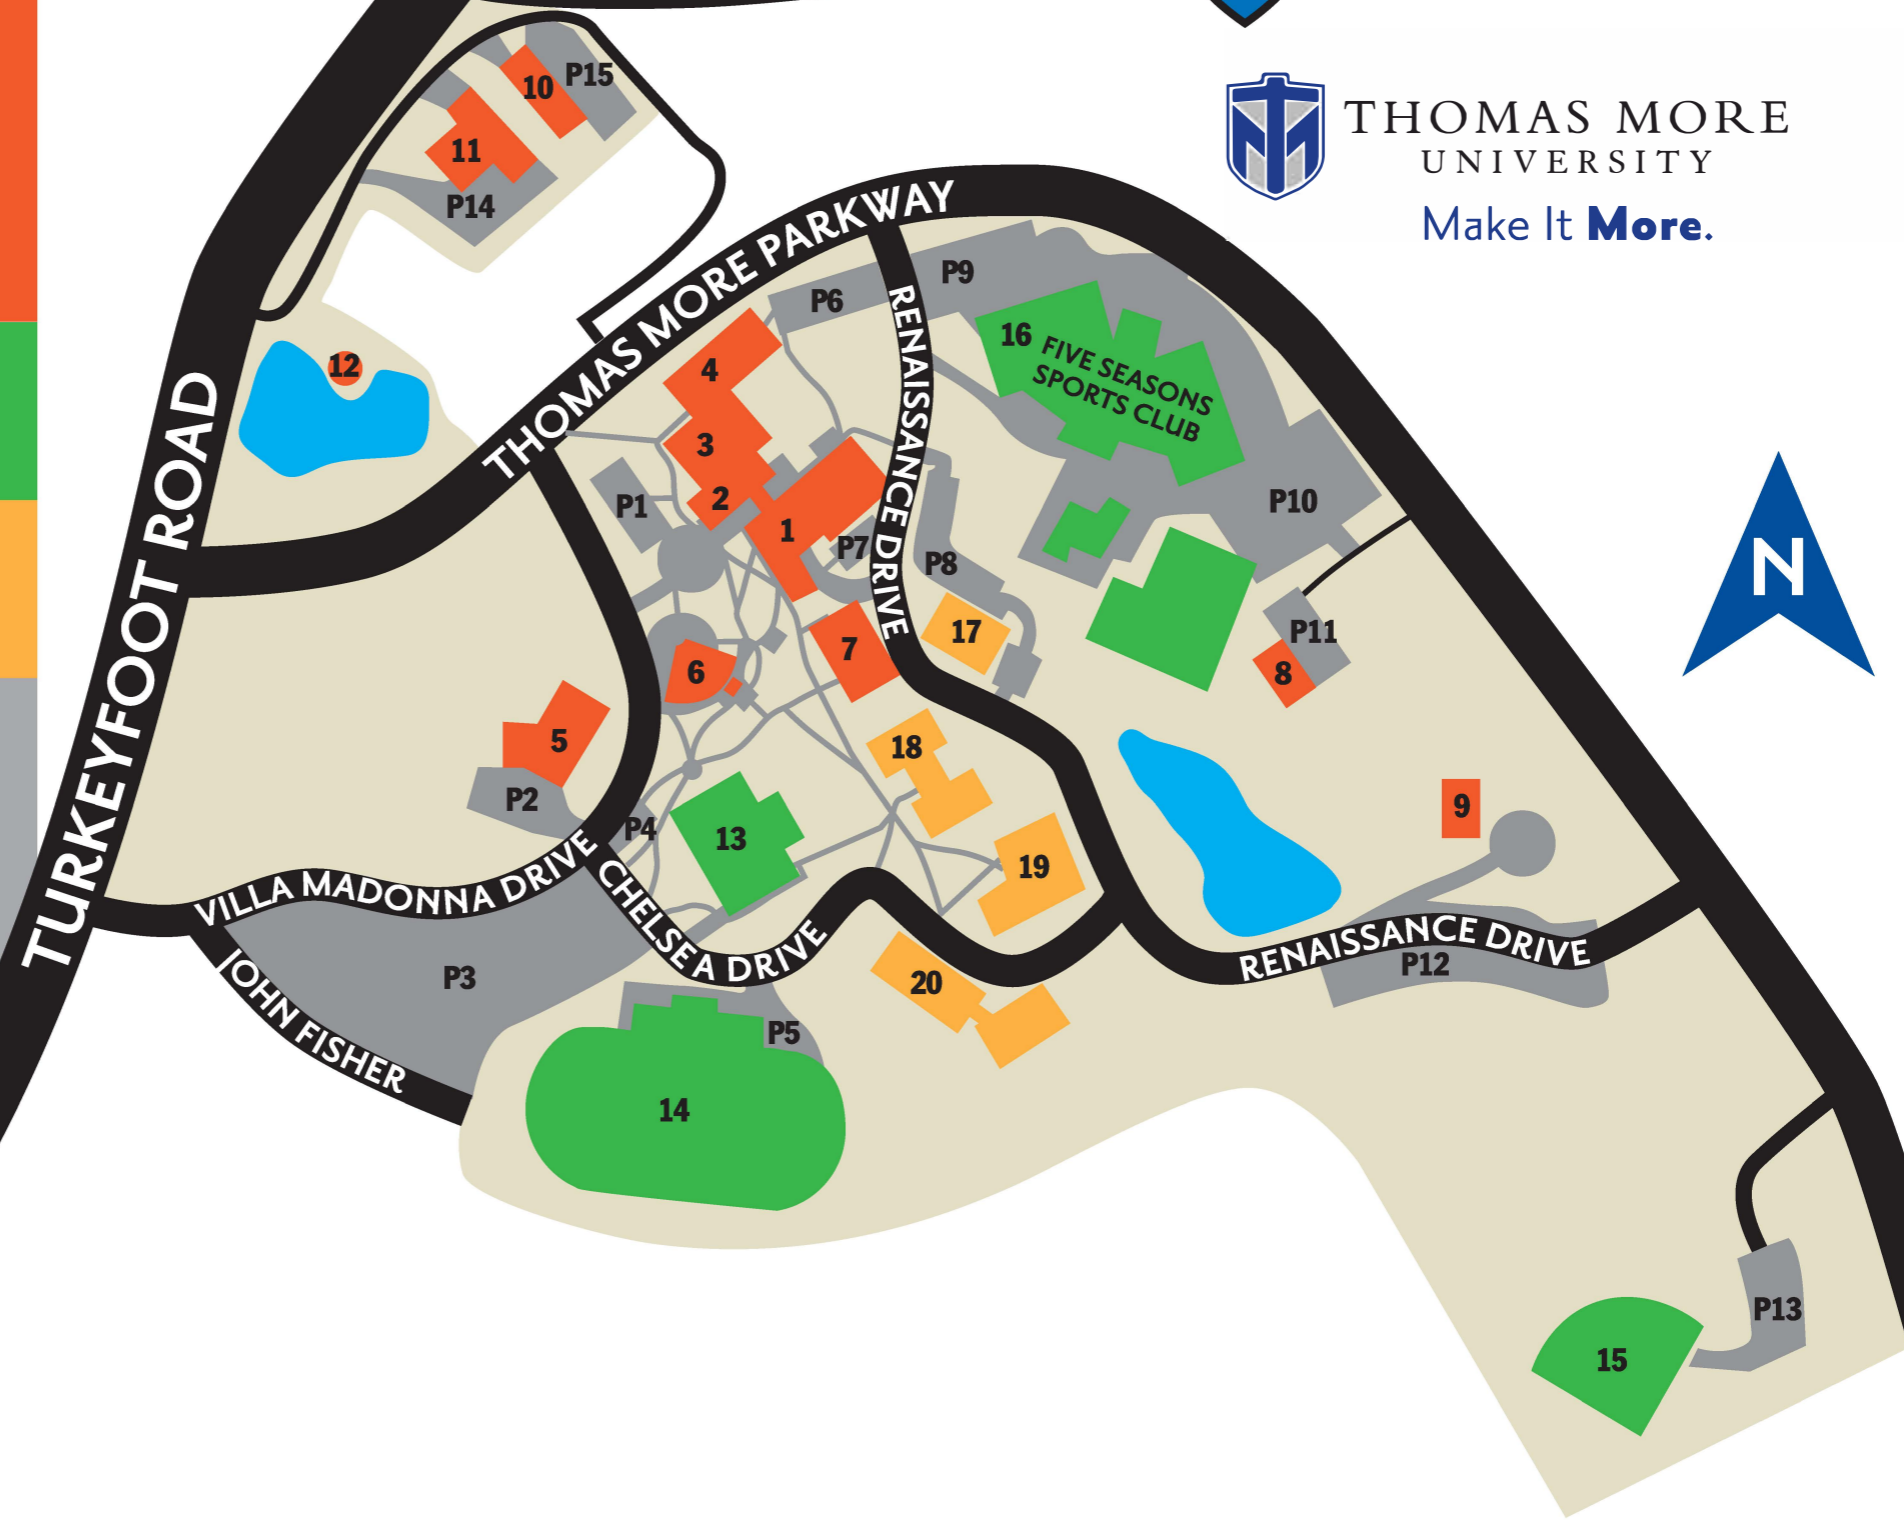 THOMAS MORE
UNIVERSITY
Make It More.
10
P15
11
P14
THOMAS MORE PARKWAY
P9
P6
RENAISSANCE DRIVE
16
FIVE SEASONS
SPORTS CLUB
12
4
3
2
1
P1
P7
P8
P10
N
TURKEYFOOT ROAD
17
P11
7
8
6
5
18
P2
9
P4
13
19
VILLA MADONNA DRIVE
CHELSEA DRIVE
RENAISSANCE DRIVE
P12
P3
20
JOHN FISHER
P5
14
P13
15